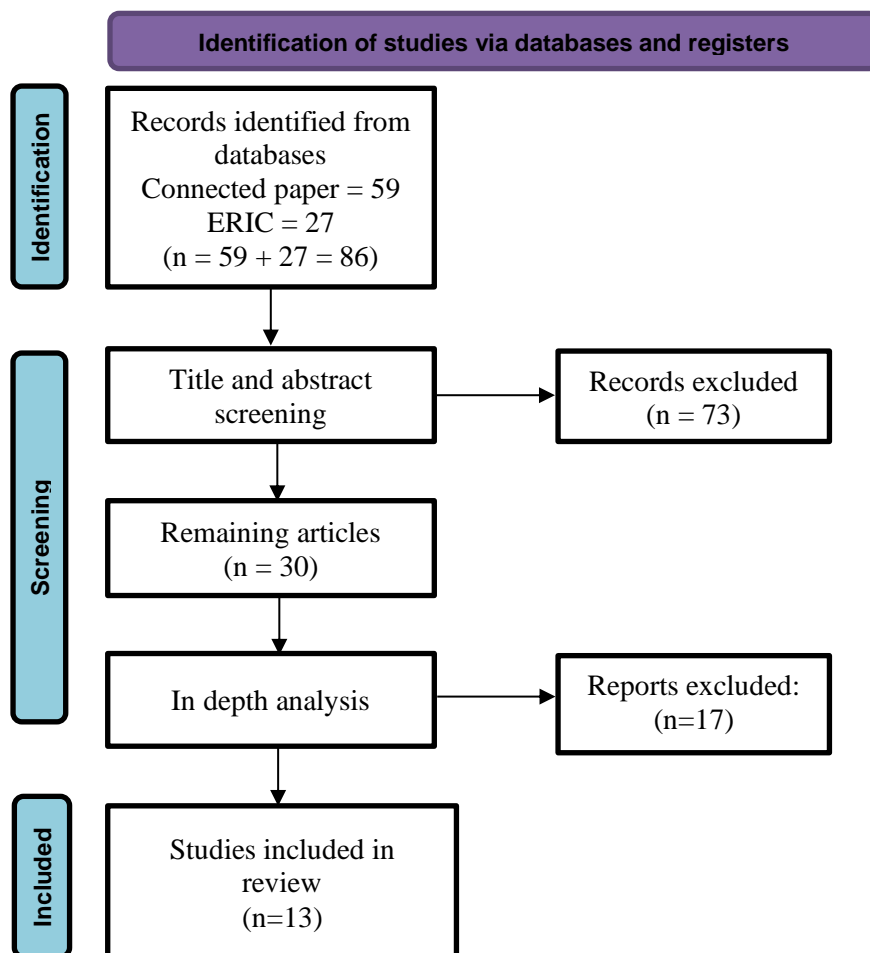 Identification of studies via databases and registers
Identification
Records identified from
databases
Connected paper = 59
ERIC = 27
(n = 59 + 27 = 86)
Screening
Title and abstract
screening
Records excluded
(n = 73)
Remaining articles
(n = 30)
In depth analysis
Reports excluded:
(n=17)
Included
Studies included in
review
(n=13)